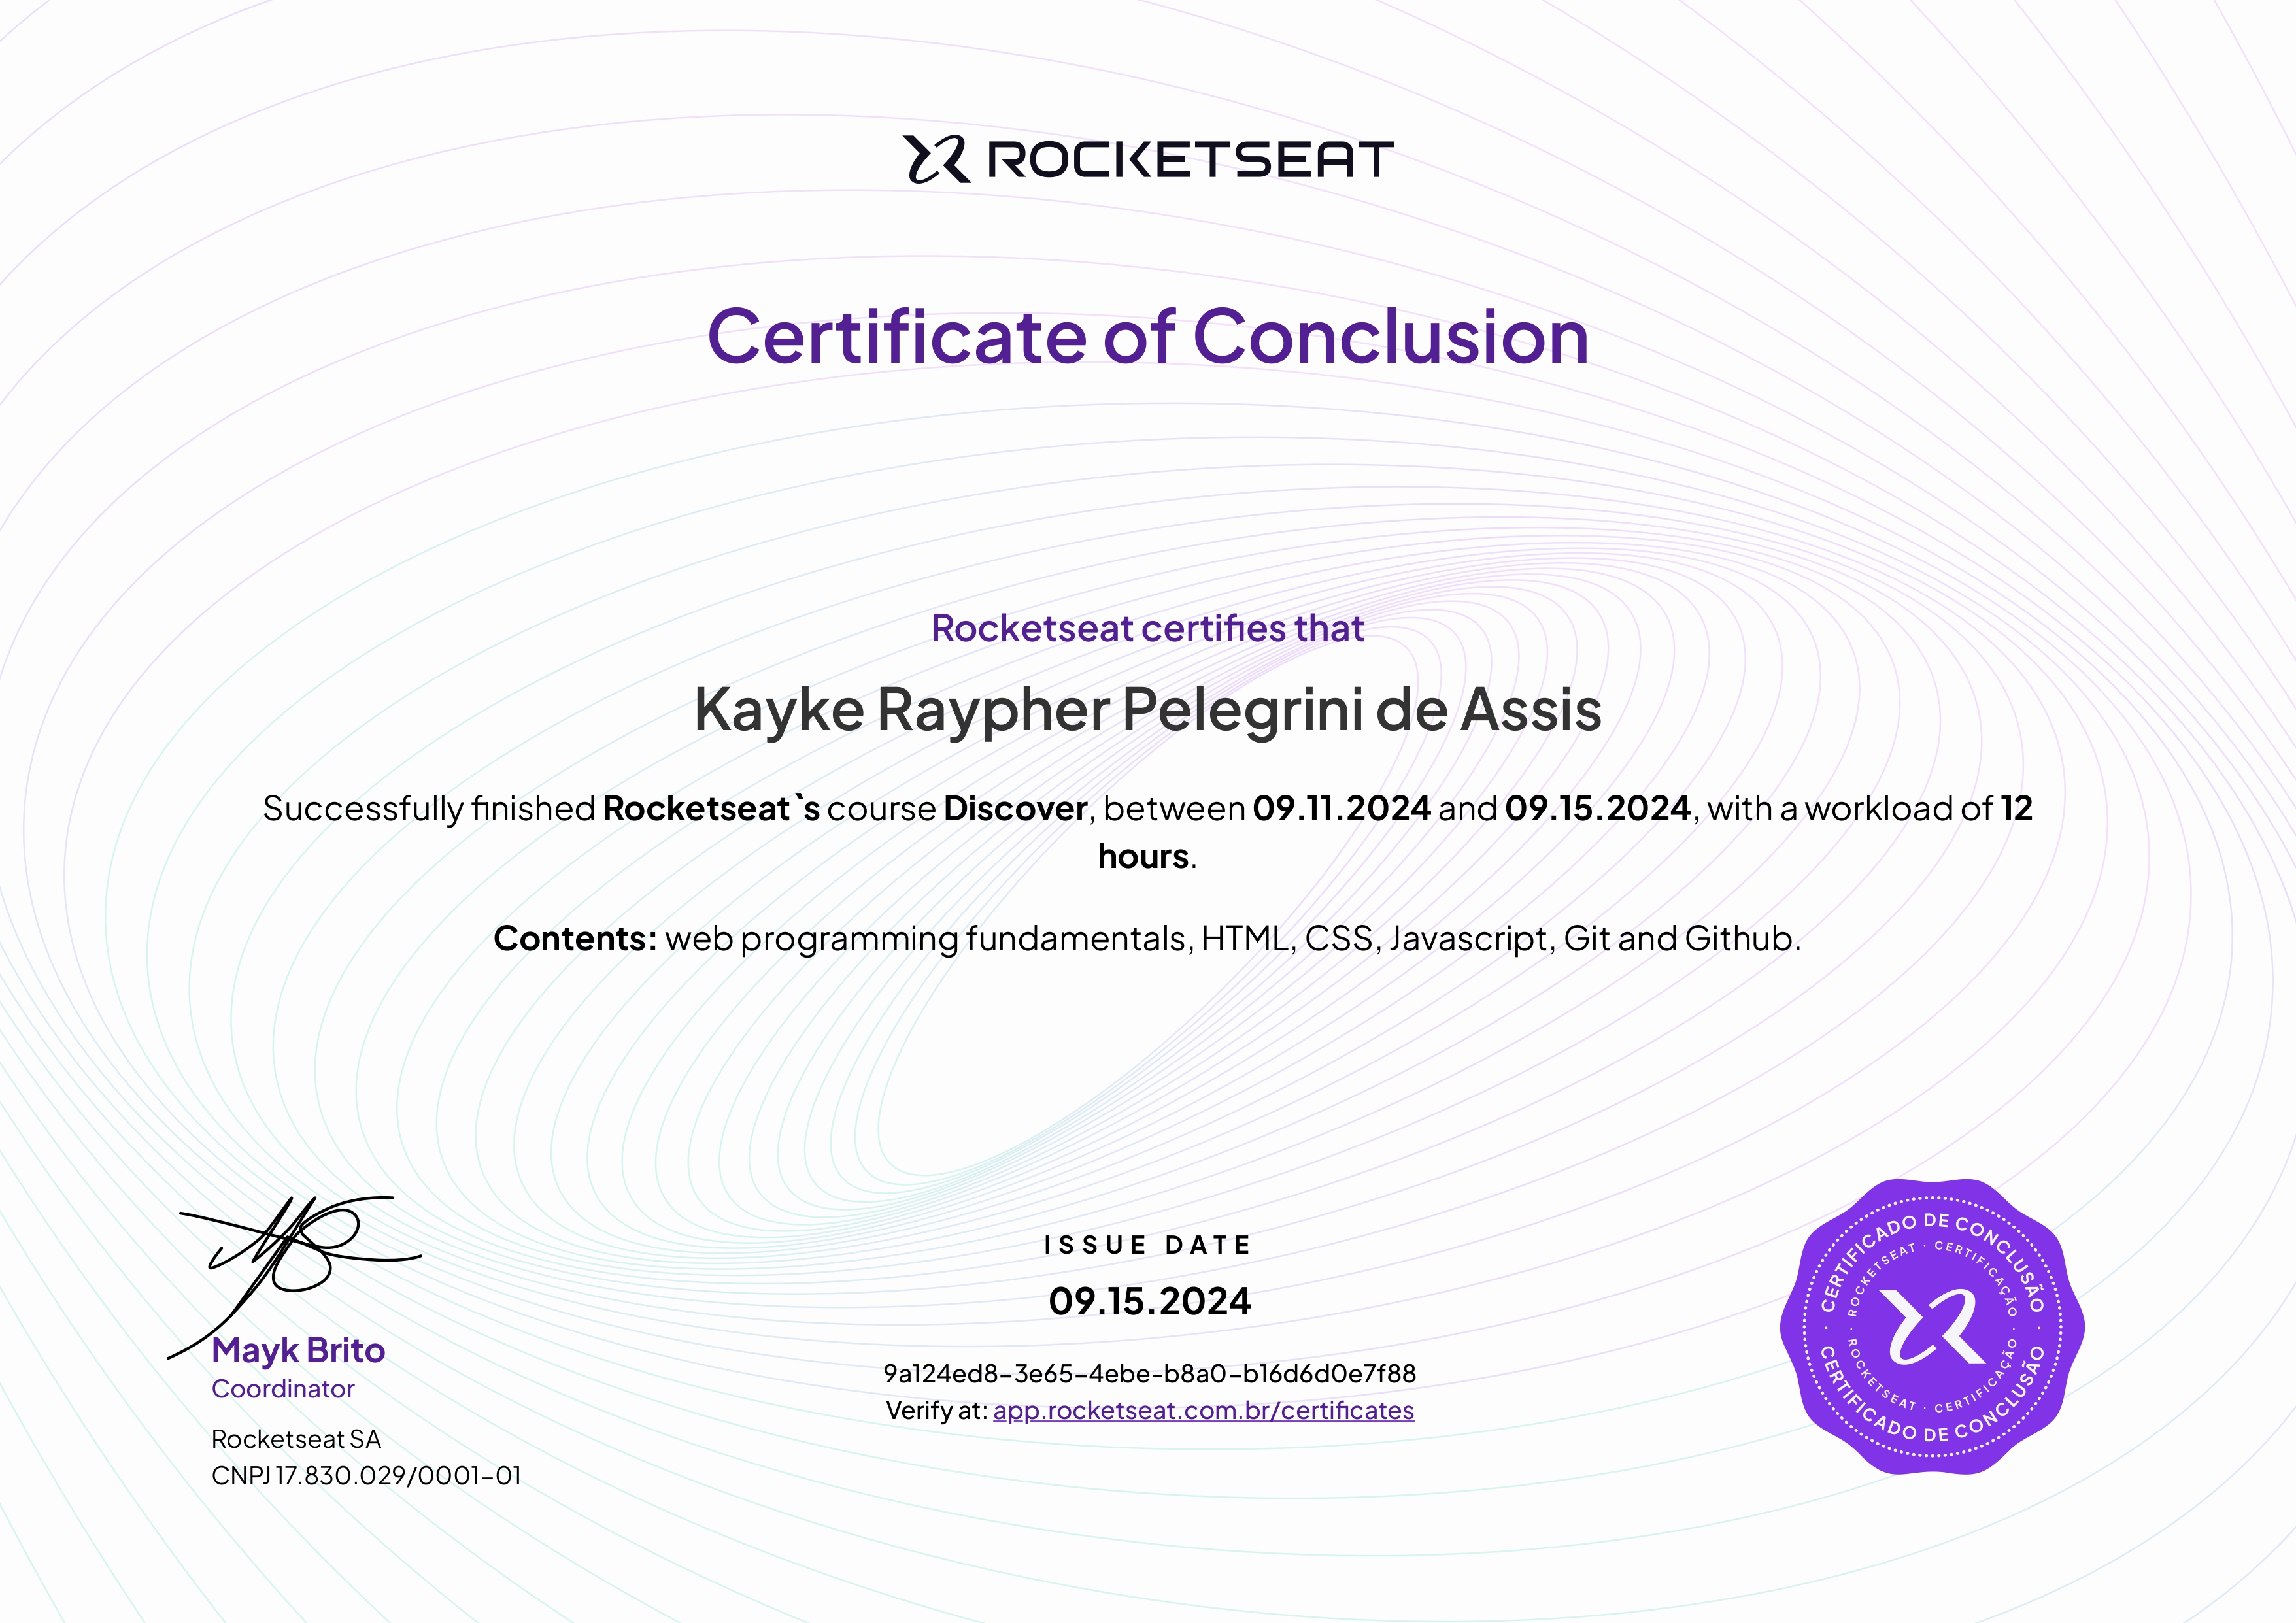 ROCKETSEAT
Certificate of Conclusion
Rocketseat certifies that
Kayke Raypher Pelegrini de Assis
Successfully finished Rocketseat`s course Discover, between 09.11.2024 and 09.15.2024, with a workload of 12
hours.
Contents: web programming fundamentals, HTML, CSS, Javascript, Git and Github.
Mayk Brito
Coordinator
Rocketseat SA
CNPJ 17.830.029/0001-01
ISSUE DATE
09.15.2024
9a124ed8-3e65-4ebe-b8a0-b16d6d0e7f88
Verify at: app.rocketseat.com.br/certificates
CERTIFICADO DE CONCLUSÃO · CERTIFICADO DE CONCLUSÃO ·
ROCKETSEAT · CERTIFICAÇÃO · ROCKETSEAT · CERTIFICAÇÃO ·